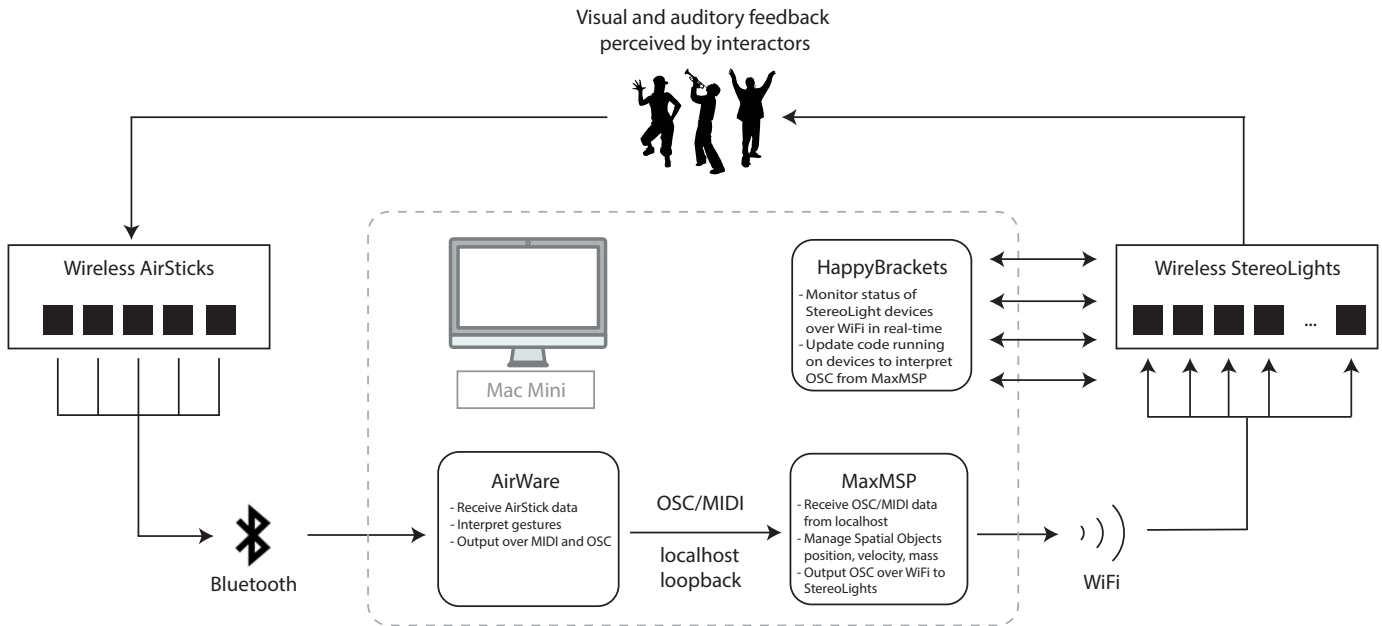 Visual and auditory feedback
perceived by interactors
Wireless AirSticks
Mac Mini
HappyBrackets
- Monitor status of
StereoLight devices
over WiFi in real-time
- Update code running
on devices to interpret
OSC from MaxMSP
Wireless StereoLights
...
Bluetooth
AirWare
- Receive AirStick data
- Interpret gestures
- Output over MIDI and OSC
OSC/MIDI
localhost
loopback
MaxMSP
- Receive OSC/MIDI data
from localhost
- Manage Spatial Objects
position, velocity, mass
- Output OSC over WiFi to
StereoLights
WiFi